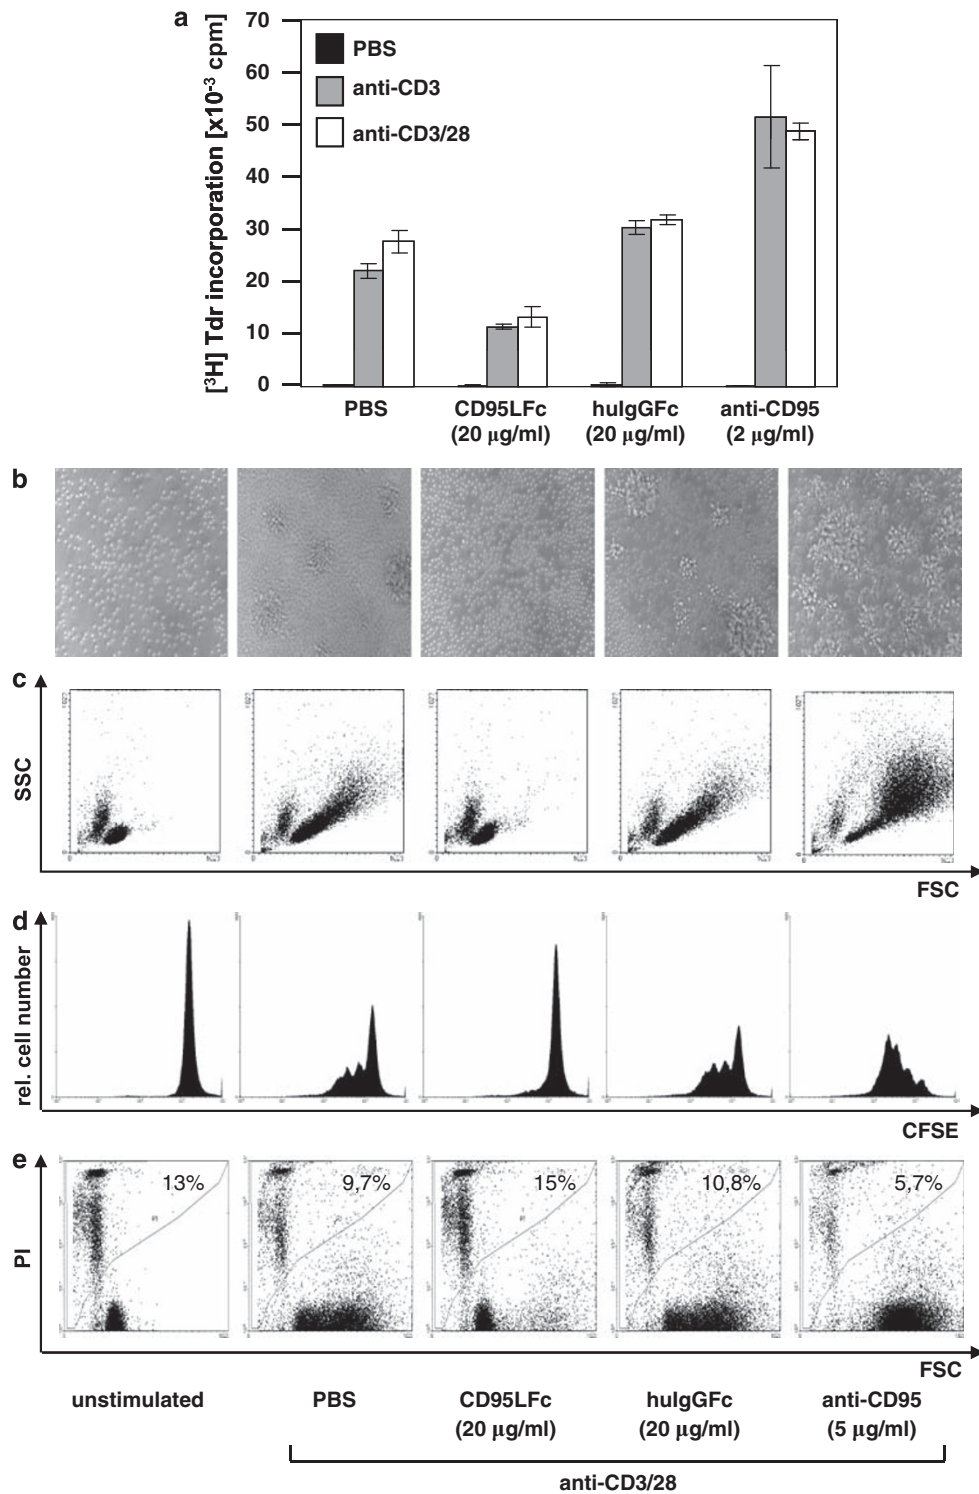 a
[³H] Tdr incorporation [x10⁻³ cpm]
70
60
50
40
30
20
10
0
PBS
anti-CD3
anti-CD3/28
PBS
CD95LFc
(20 µg/ml)
huIgGFc
(20 µg/ml)
anti-CD95
(2 µg/ml)
b
c
SSC
FSC
d
rel. cell number
CFSE
e
PI
13%
9,7%
15%
10,8%
5,7%
FSC
unstimulated
PBS
CD95LFc
(20 µg/ml)
huIgGFc
(20 µg/ml)
anti-CD95
(5 µg/ml)
anti-CD3/28